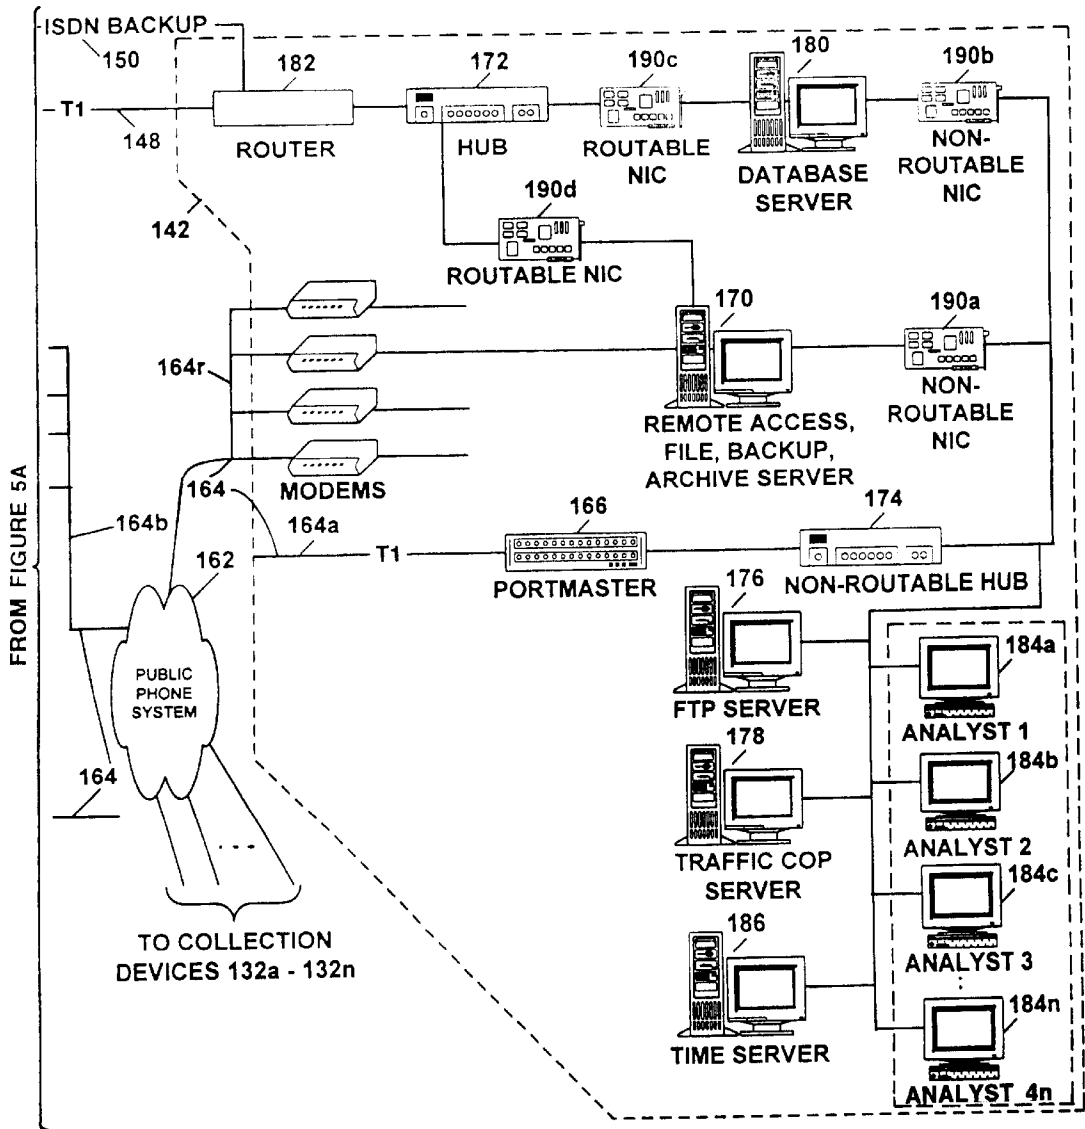 ISDN BACKUP
150
182
172
190c
180
190b
T1
148
ROUTER
HUB
ROUTABLE
NIC
DATABASE
SERVER
NON-
ROUTABLE
NIC
142
190d
ROUTABLE NIC
164r
170
190a
REMOTE ACCESS,
FILE, BACKUP,
ARCHIVE SERVER
NON-
ROUTABLE
NIC
MODEMS
164
FROM FIGURE 5A
164b
162
164a
T1
166
PORTMASTER
174
NON-ROUTABLE HUB
PUBLIC
PHONE
SYSTEM
176
FTP SERVER
184a
ANALYST 1
164
178
TRAFFIC COP
SERVER
184b
ANALYST 2
184c
ANALYST 3
TO COLLECTION
DEVICES 132a - 132n
186
TIME SERVER
184n
ANALYST 4n